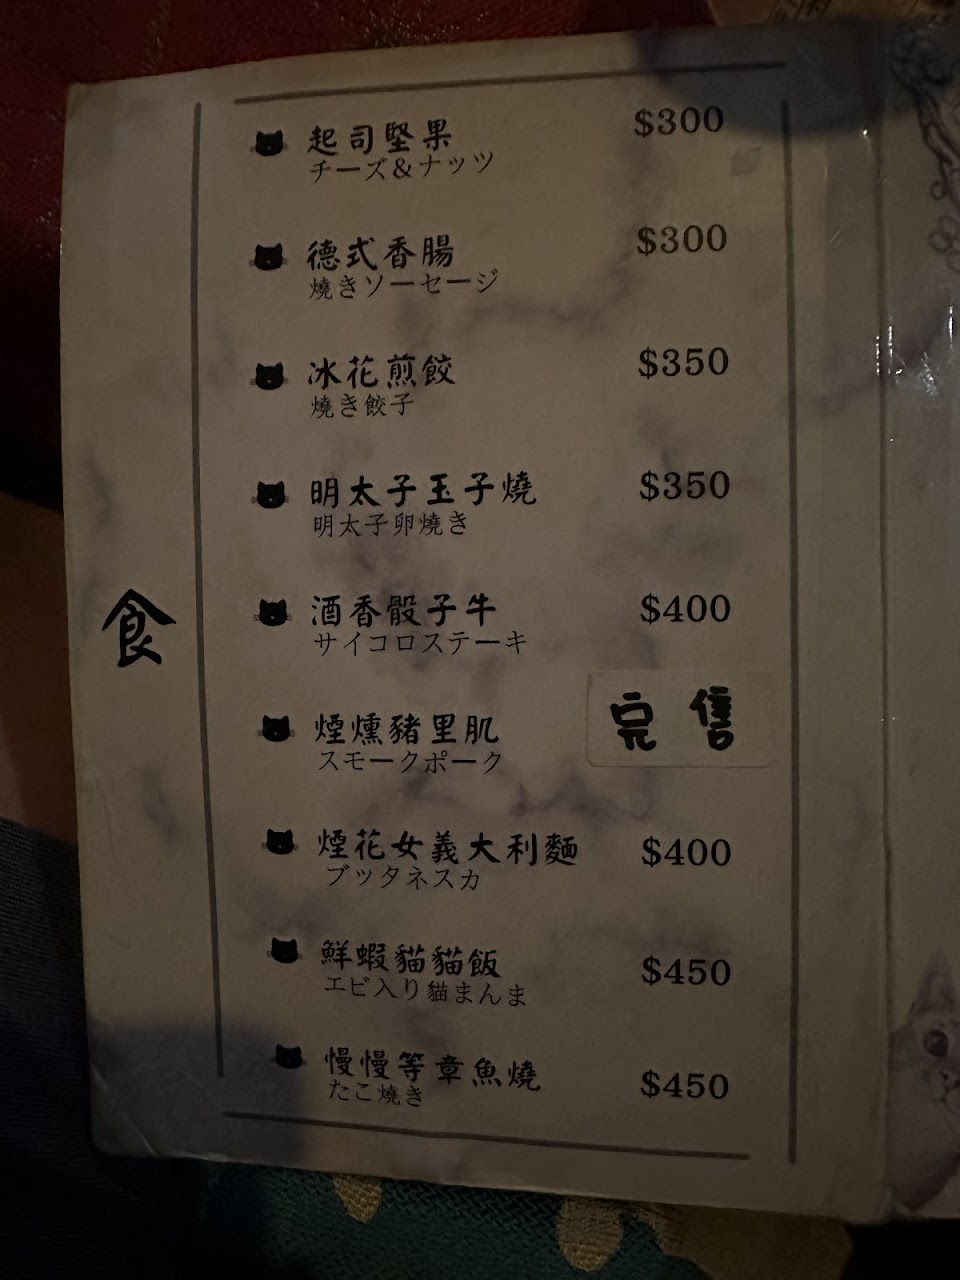 食
起司堅果 $300
チーズ&ナッツ
德式香腸 $300
燒きソーセージ
冰花煎餃 $350
燒き餃子
明太子玉子燒 $350
明太子卵燒き
酒香骰子牛 $400
サイコロステーキ
煙燻豬里肌 完售
スモークポーク
煙花女義大利麵 $400
ブッタネスカ
鮮蝦貓貓飯 $450
エビ入り貓まんま
慢慢等章魚燒 $450
たこ燒き